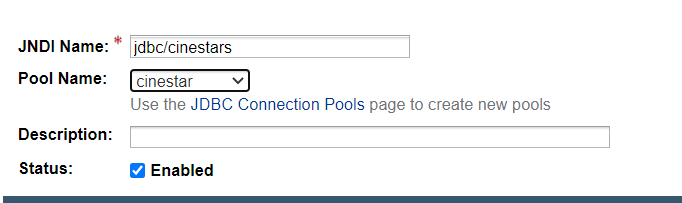 JNDI Name: * jdbc/cinestars
Pool Name: cinestar
Use the JDBC Connection Pools page to create new pools
Description:
Status: Enabled